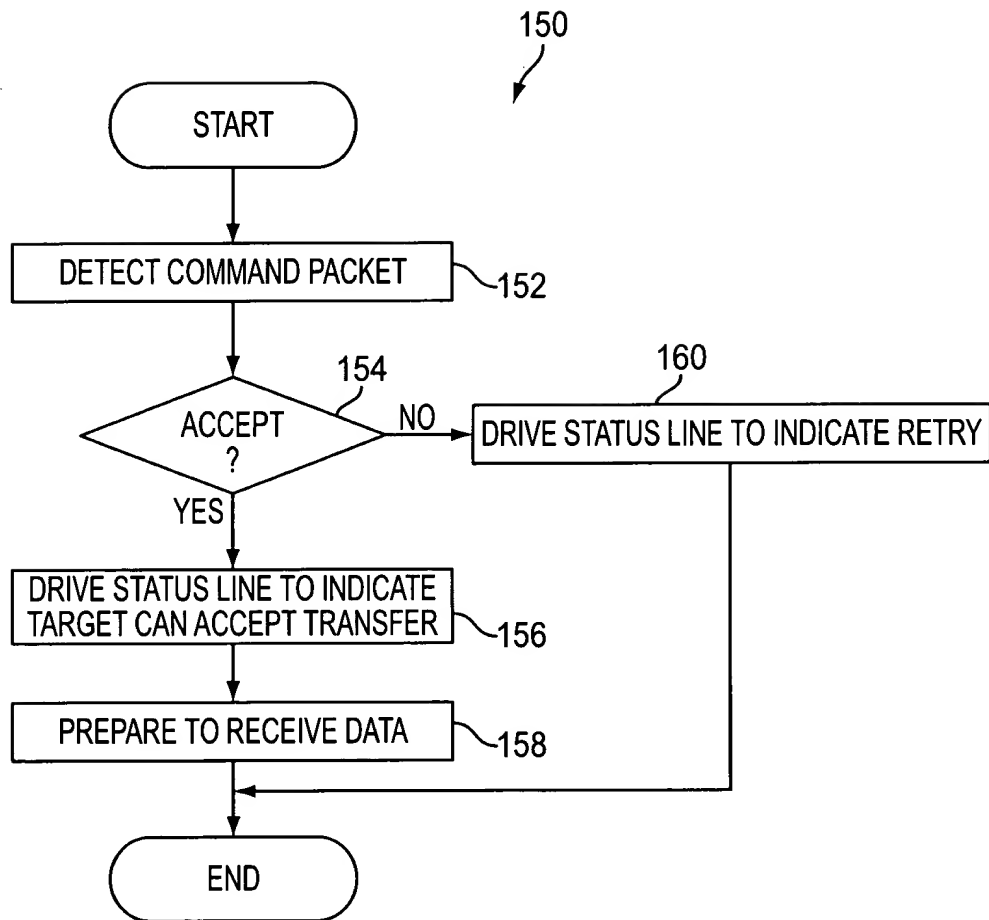 150
START
DETECT COMMAND PACKET
152
154
ACCEPT
?
NO
160
DRIVE STATUS LINE TO INDICATE RETRY
YES
DRIVE STATUS LINE TO INDICATE
TARGET CAN ACCEPT TRANSFER
156
PREPARE TO RECEIVE DATA
158
END